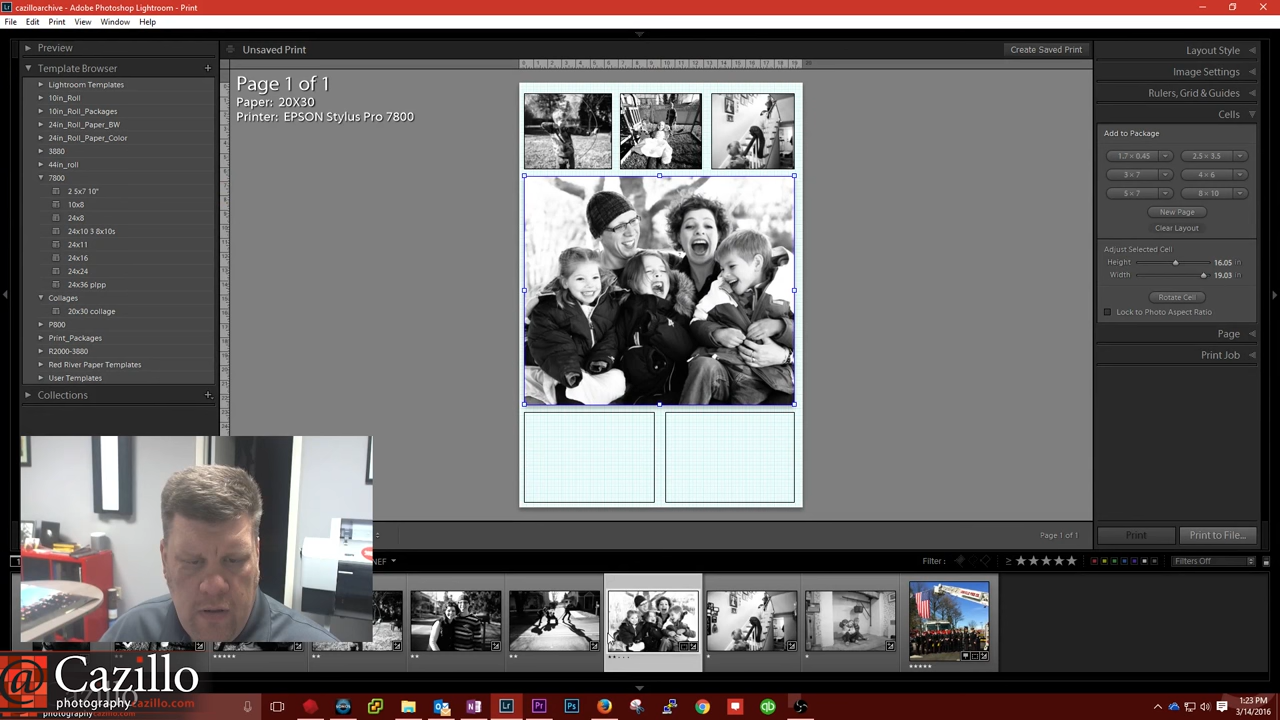 cazilloarchive - Adobe Photoshop Lightroom - Print
File Edit Print View Window Help
Preview
Unsaved Print
Create Saved Print
Layout Style
Template Browser
Image Settings
Lightroom Templates
10in_Roll
10in_Roll_Packages
24in_Roll_Paper_BW
24in_Roll_Paper_Color
3880
44in_roll
7800
2 5x7 10"
10x8
24x8
24x10 3 8x10s
24x11
24x16
24x24
24x36 plpp
Collages
20x30 collage
P800
Print_Packages
R2000-3880
Red River Paper Templates
User Templates
Collections
Page 1 of 1
Paper: 20X30
Printer: EPSON Stylus Pro 7800
Rulers, Grid & Guides
Cells
Add to Package
1.7 × 0.45 2.5 × 3.5
3 × 7 4 × 6
5 × 7 8 × 10
New Page
Clear Layout
Adjust Selected Cell
Height 16.05 in
Width 19.03 in
Rotate Cell
Lock to Photo Aspect Ratio
Page
Print Job
Page 1 of 1
Print Print to File...
NEF
Filter :
Filters Off
@ Cazillo
photographycazillo.com
1:23 PM
3/14/2016